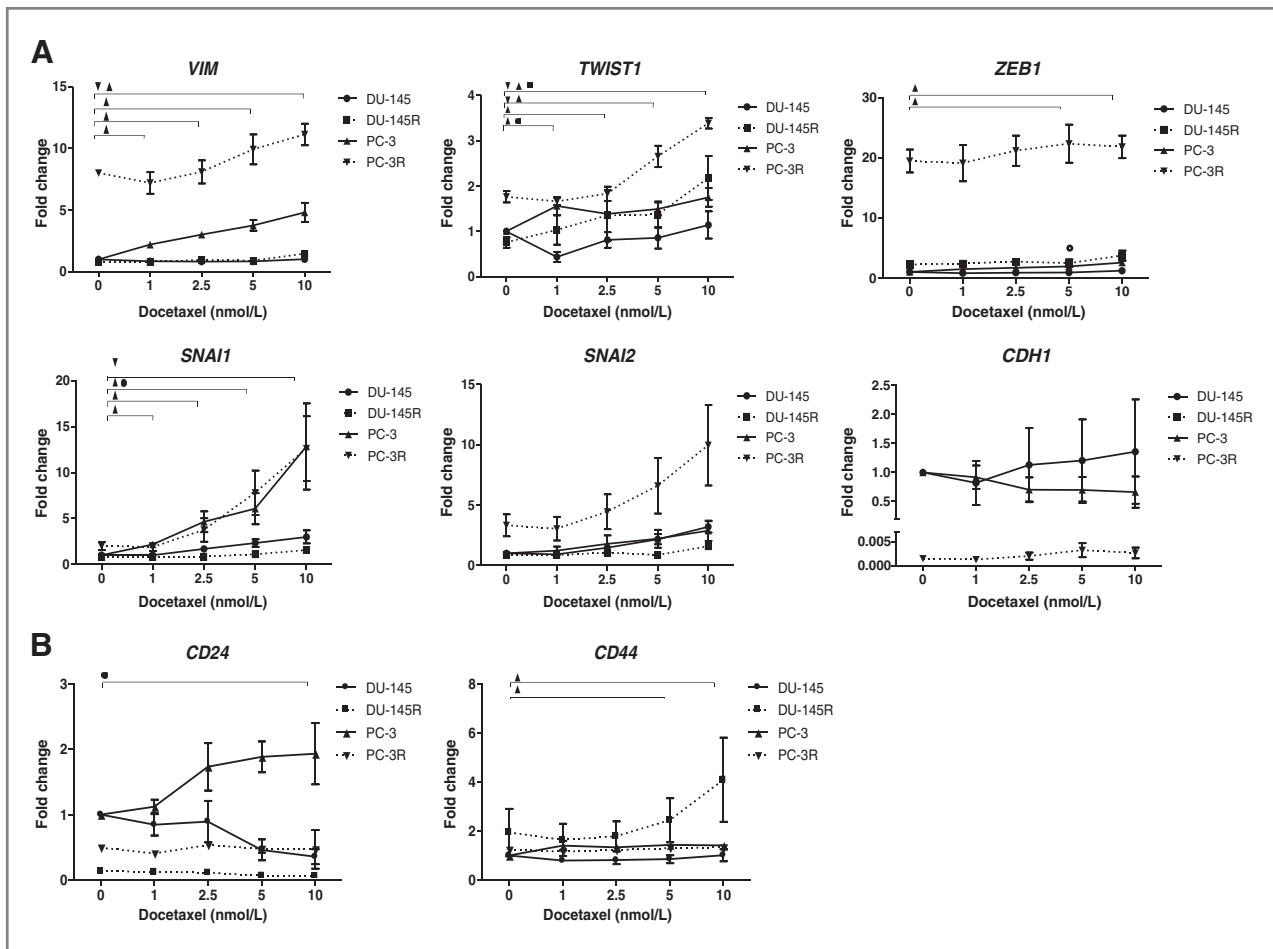 A
VIM
15
10
5
0
Fold change
0 1 2.5 5 10
Docetaxel (nmol/L)
DU-145
DU-145R
PC-3
PC-3R
TWIST1
4
3
2
1
0
Fold change
0 1 2.5 5 10
Docetaxel (nmol/L)
DU-145
DU-145R
PC-3
PC-3R
ZEB1
30
20
10
0
Fold change
0 1 2.5 5 10
Docetaxel (nmol/L)
DU-145
DU-145R
PC-3
PC-3R
SNAI1
20
15
10
5
0
Fold change
0 1 2.5 5 10
Docetaxel (nmol/L)
DU-145
DU-145R
PC-3
PC-3R
SNAI2
15
10
5
0
Fold change
0 1 2.5 5 10
Docetaxel (nmol/L)
DU-145
DU-145R
PC-3
PC-3R
CDH1
2.5
2.0
1.5
1.0
0.5
0.005
0.000
Fold change
0 1 2.5 5 10
Docetaxel (nmol/L)
DU-145
DU-145R
PC-3
PC-3R
B
CD24
3
2
1
0
Fold change
0 1 2.5 5 10
Docetaxel (nmol/L)
DU-145
DU-145R
PC-3
PC-3R
CD44
8
6
4
2
0
Fold change
0 1 2.5 5 10
Docetaxel (nmol/L)
DU-145
DU-145R
PC-3
PC-3R